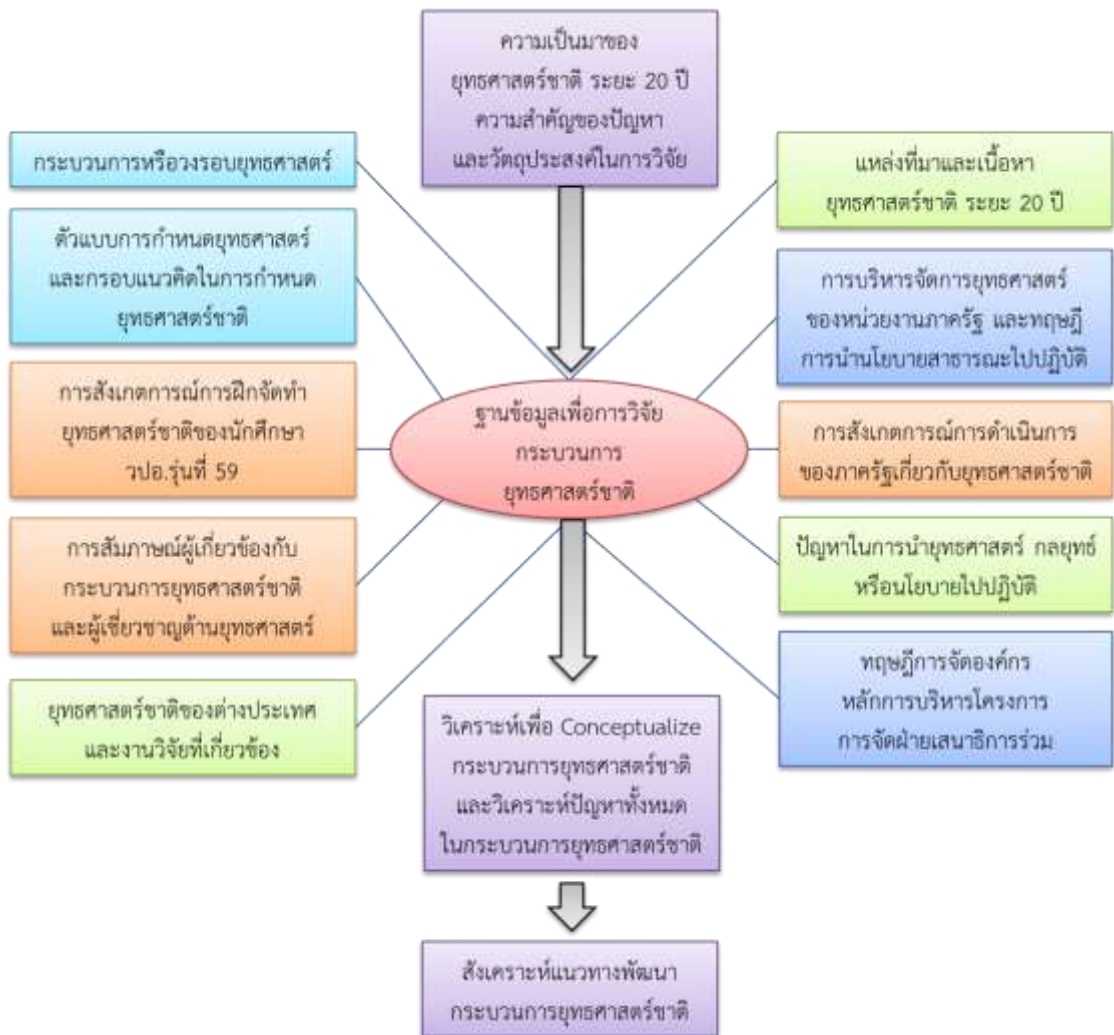 ความเป็นมาของ
ยุทธศาสตร์ชาติ ระยะ 20 ปี
ความสำคัญของปัญหา
และวัตถุประสงค์ในการวิจัย
กระบวนการหรือวงรอบยุทธศาสตร์
ตัวแบบการกำหนดยุทธศาสตร์
และกรอบแนวคิดในการกำหนด
ยุทธศาสตร์ชาติ
การสังเกตการณ์การฝึกจัดทำ
ยุทธศาสตร์ชาติของนักศึกษา
วปอ.รุ่นที่ 59
การสัมภาษณ์ผู้เกี่ยวข้องกับ
กระบวนการยุทธศาสตร์ชาติ
และผู้เชี่ยวชาญด้านยุทธศาสตร์
ยุทธศาสตร์ชาติของต่างประเทศ
และงานวิจัยที่เกี่ยวข้อง
ฐานข้อมูลเพื่อการวิจัย
กระบวนการ
ยุทธศาสตร์ชาติ
แหล่งที่มาและเนื้อหา
ยุทธศาสตร์ชาติ ระยะ 20 ปี
การบริหารจัดการยุทธศาสตร์
ของหน่วยงานภาครัฐ และทฤษฎี
การนำนโยบายสาธารณะไปปฏิบัติ
การสังเกตการณ์การดำเนินการ
ของภาครัฐเกี่ยวกับยุทธศาสตร์ชาติ
ปัญหาในการนำยุทธศาสตร์ กลยุทธ์
หรือนโยบายไปปฏิบัติ
ทฤษฎีการจัดองค์กร
หลักการบริหารโครงการ
การจัดฝ่ายเสนาธิการร่วม
วิเคราะห์เพื่อ Conceptualize
กระบวนการยุทธศาสตร์ชาติ
และวิเคราะห์ปัญหาทั้งหมด
ในกระบวนการยุทธศาสตร์ชาติ
สังเคราะห์แนวทางพัฒนา
กระบวนการยุทธศาสตร์ชาติ